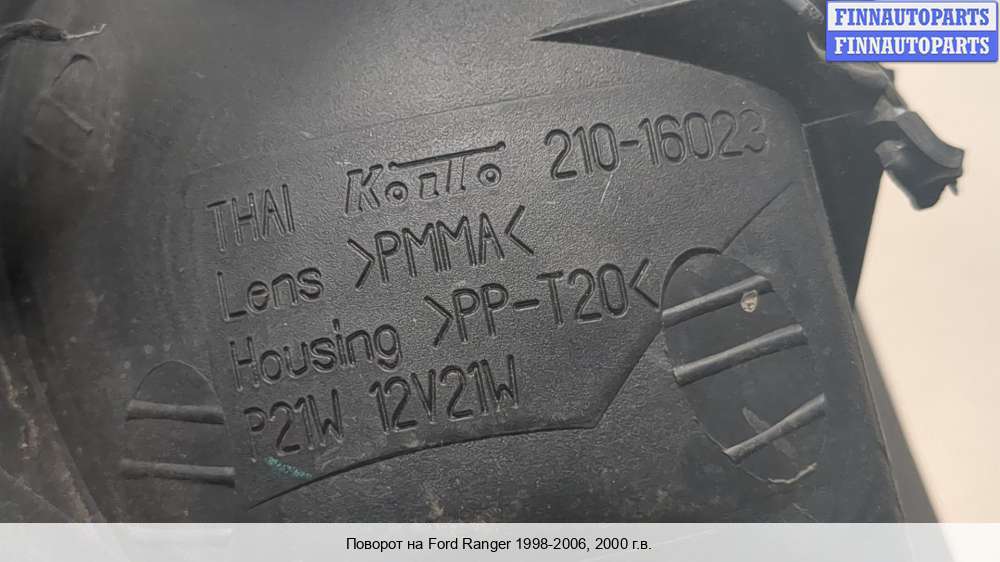 FINNAUTOPARTS
FINNAUTOPARTS
THAI Koito 210-16023
Lens >PMMA<
Housing >PP-T20<
P21W 12V21W
Поворот на Ford Ranger 1998-2006, 2000 г.в.